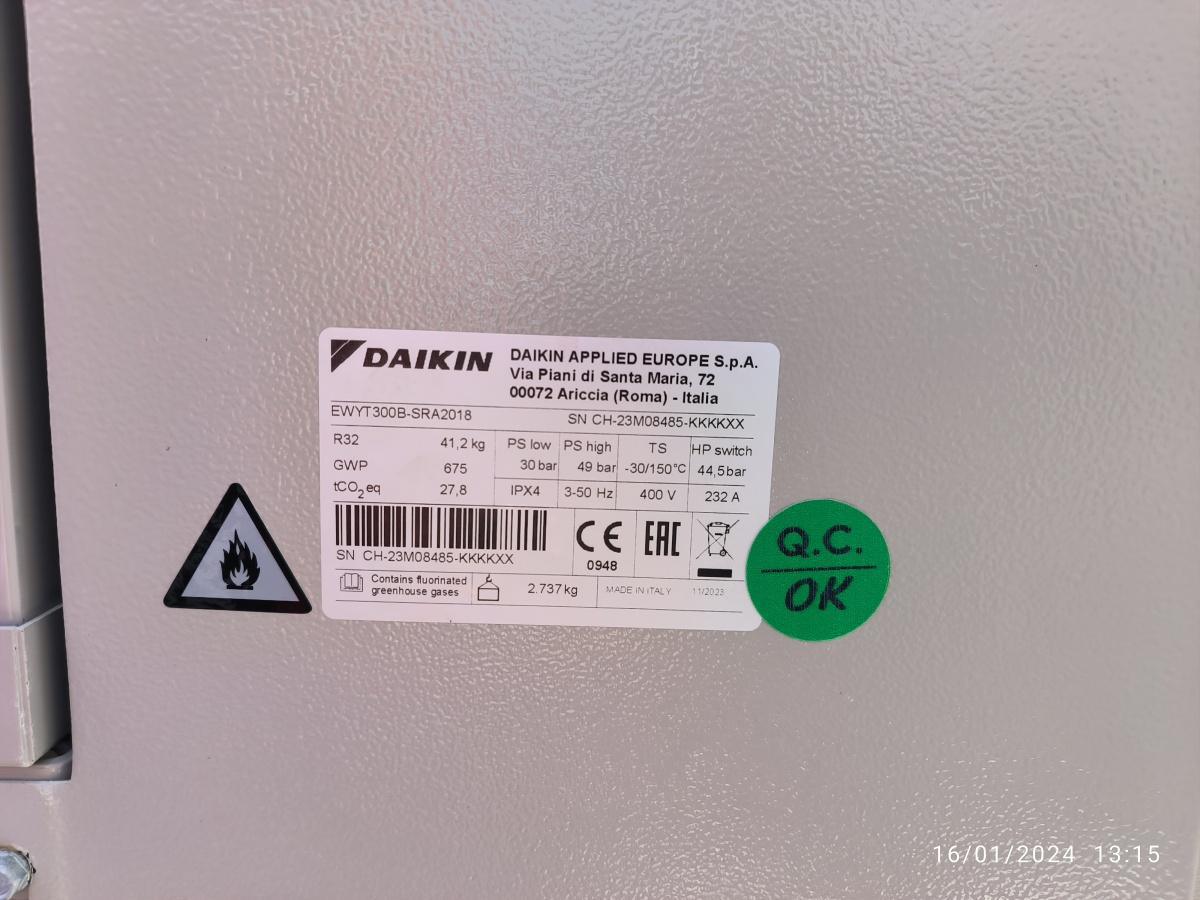 DAIKIN
DAIKIN APPLIED EUROPE S.p.A.
Via Piani di Santa Maria, 72
00072 Ariccia (Roma) - Italia
EWYT300B-SRA2018 SN CH-23M08485-KKKKXX
R32 41,2 kg PS low PS high TS HP switch
GWP 675 30 bar 49 bar -30/150°C 44,5bar
tCO2 eq 27,8 IPX4 3-50 Hz 400 V 232 A
SN CH-23M08485-KKKKXX
CE
0948
EAC
Contains fluorinated
greenhouse gases
2.737 kg
MADE IN ITALY 11/2023
Q.C.
OK
16/01/2024 13:15